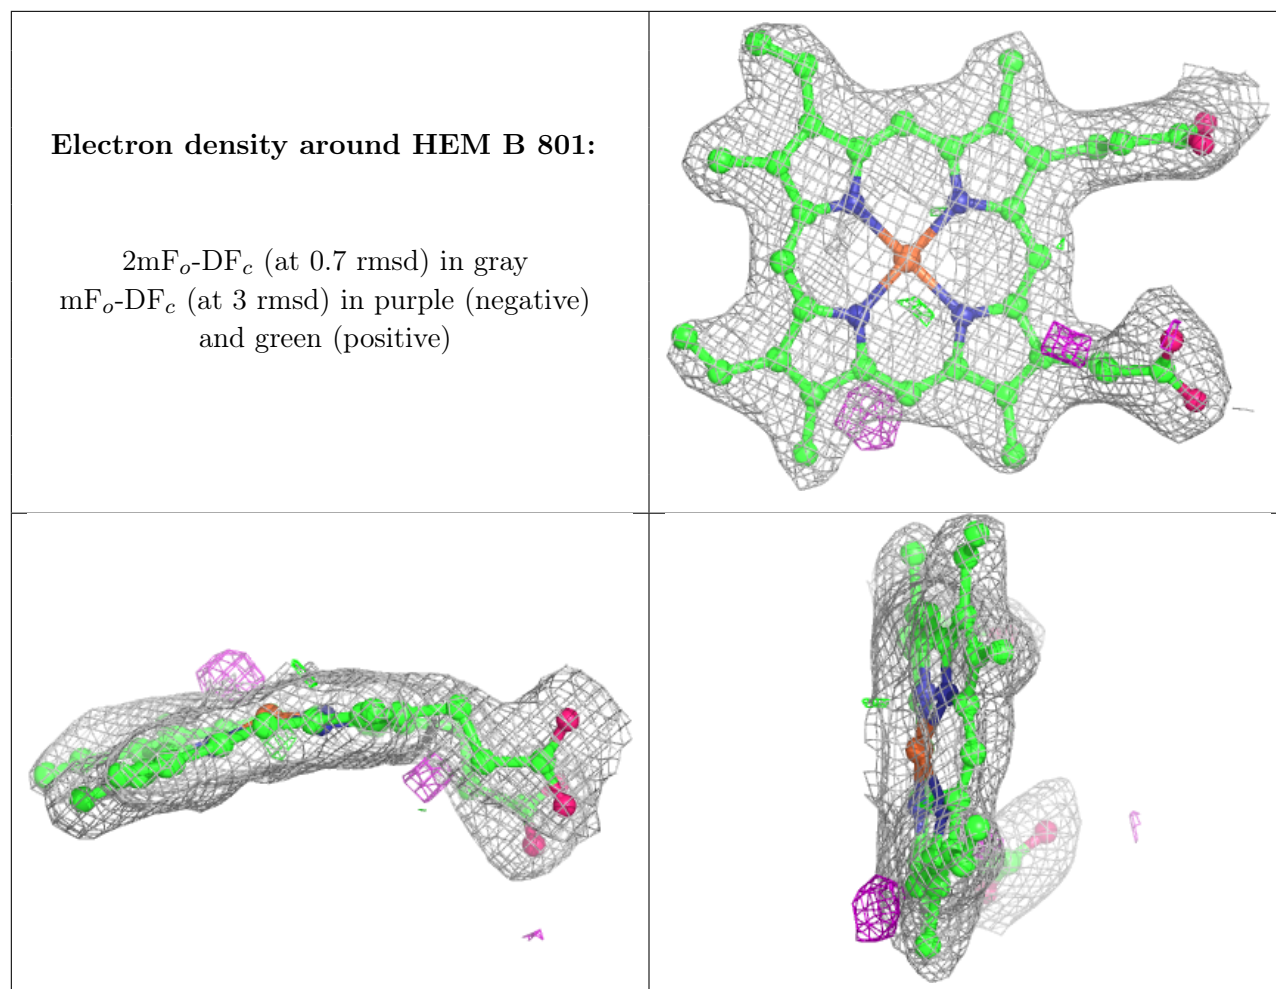 Electron density around HEM B 801:
2mFₒ-DF𝒸 (at 0.7 rmsd) in gray
mFₒ-DF𝒸 (at 3 rmsd) in purple (negative)
and green (positive)